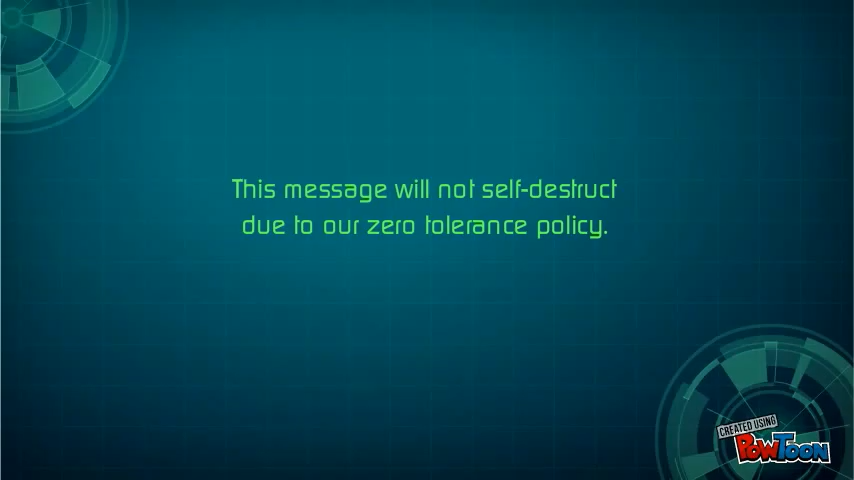 This message will not self-destruct
due to our zero tolerance policy.
CREATED USING
POWTOON